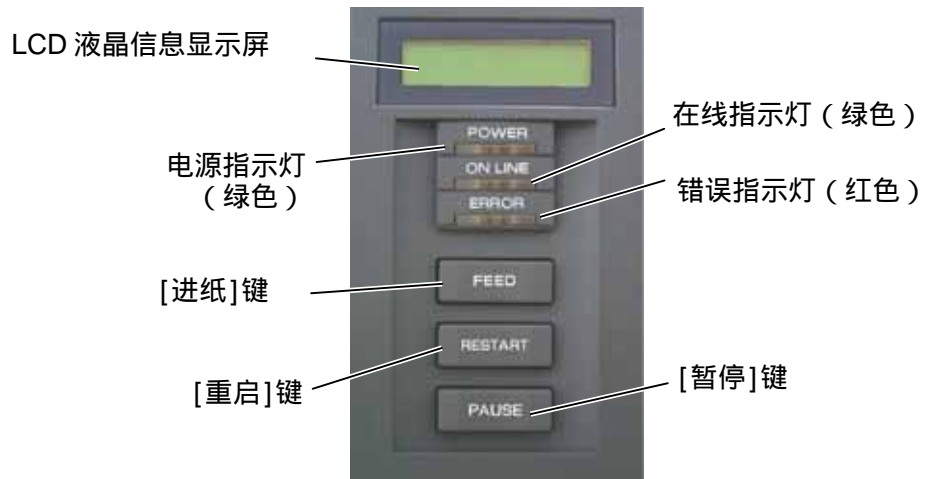 LCD 液晶信息显示屏
POWER
在线指示灯（绿色）
电源指示灯
（绿色）
ON LINE
错误指示灯（红色）
ERROR
[进纸]键
FEED
RESTART
[重启]键
[暂停]键
PAUSE